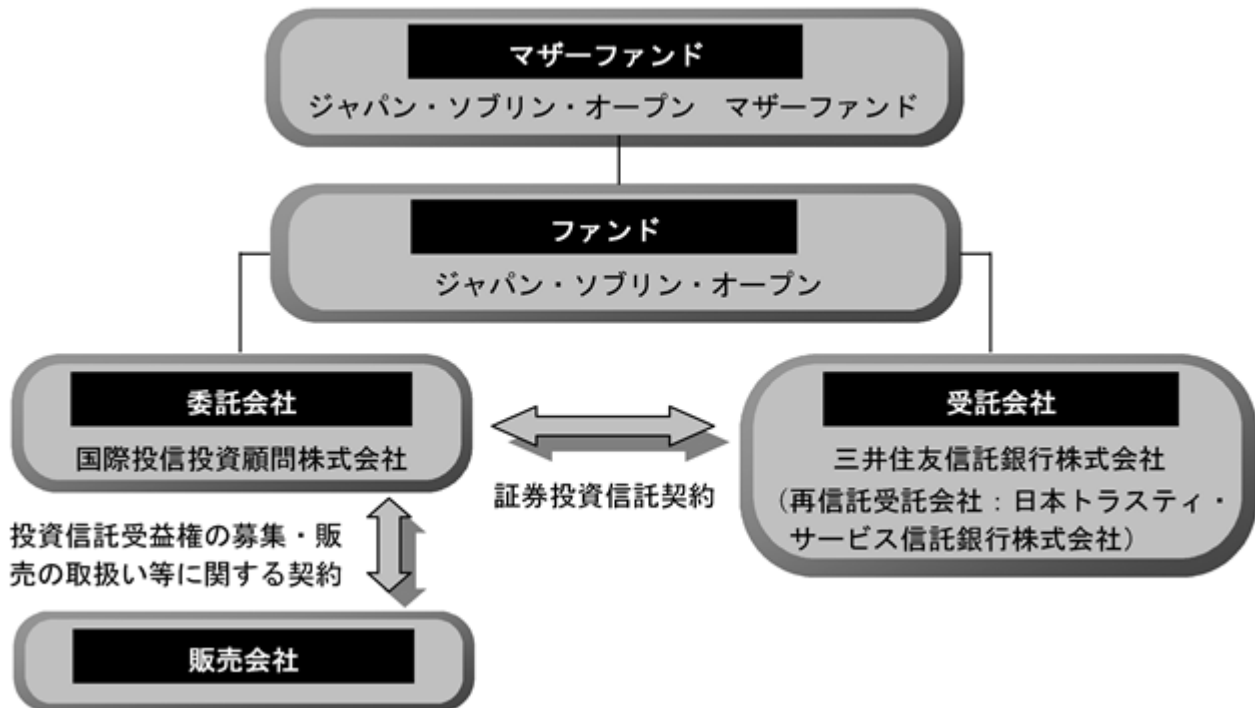 マザーファンド
ジャパン・ソブリン・オープン　マザーファンド
ファンド
ジャパン・ソブリン・オープン
委託会社
国際投信投資顧問株式会社
証券投資信託契約
受託会社
三井住友信託銀行株式会社
（再信託受託会社：日本トラスティ・
サービス信託銀行株式会社）
投資信託受益権の募集・販
売の取扱い等に関する契約
販売会社